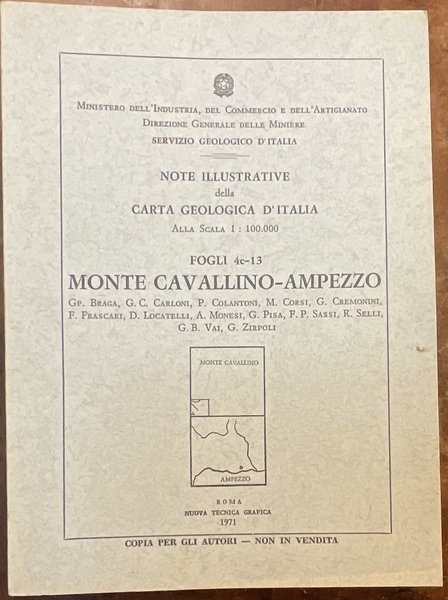 Ministero dell'Industria, del Commercio e dell'Artigianato
Direzione Generale delle Miniere
SERVIZIO GEOLOGICO D'ITALIA
NOTE ILLUSTRATIVE
della
CARTA GEOLOGICA D'ITALIA
Alla Scala 1 : 100.000
FOGLI 4c-13
MONTE CAVALLINO-AMPEZZO
Gp. Braga, G. C. Carloni, P. Colantoni, M. Corsi, G. Cremonini,
F. Frascari, D. Locatelli, A. Monesi, G. Pisa, F. P. Sassi, R. Selli,
G. B. Vai, G. Zirpoli
MONTE CAVALLINO
AMPEZZO
ROMA
NUOVA TECNICA GRAFICA
1971
COPIA PER GLI AUTORI — NON IN VENDITA